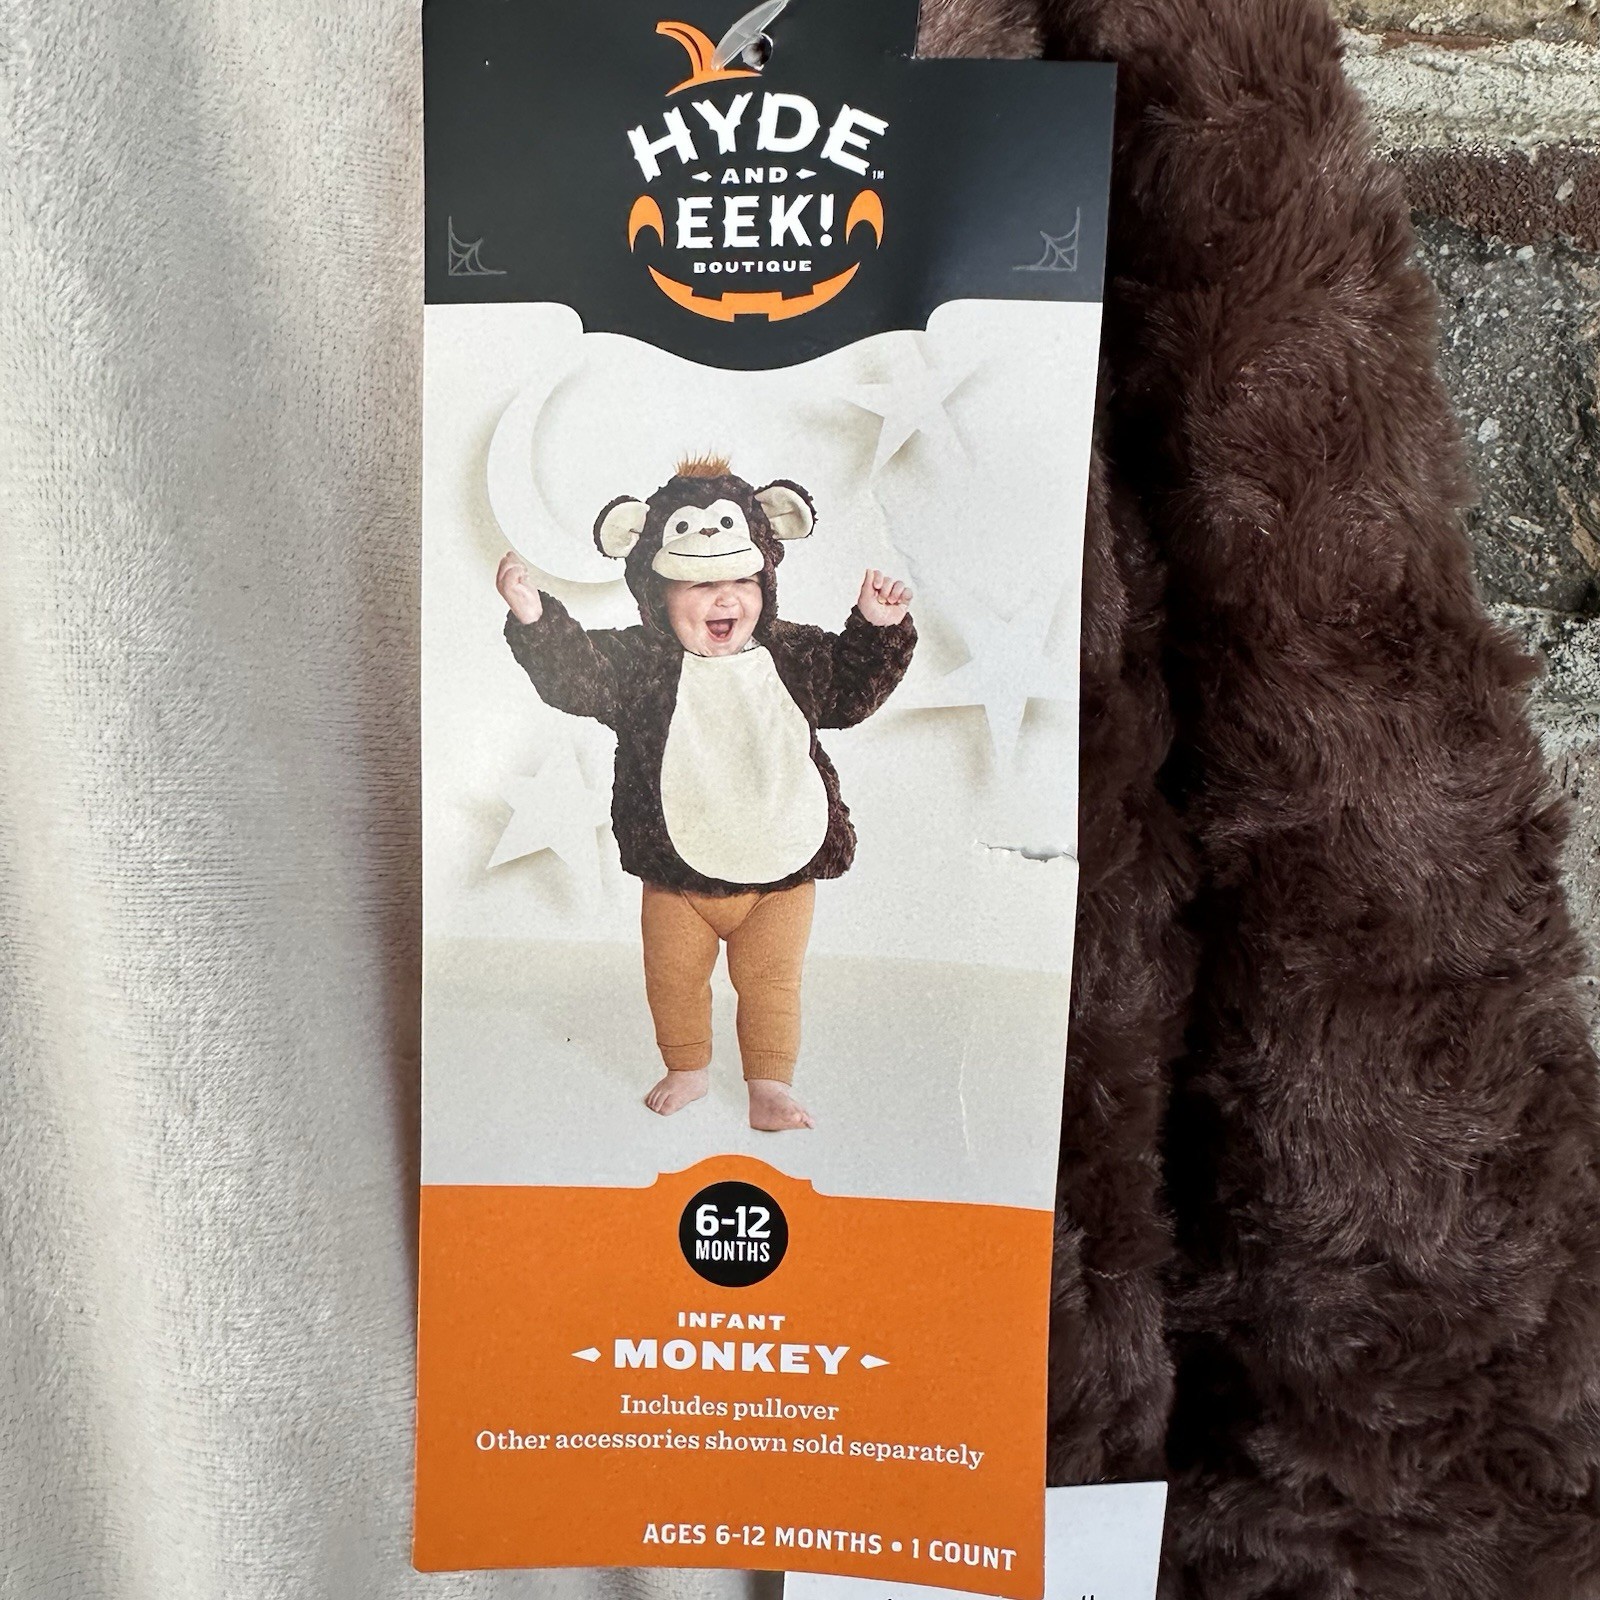 HYDE
AND
EEK!
BOUTIQUE
6-12
MONTHS
INFANT
MONKEY
Includes pullover
Other accessories shown sold separately
AGES 6-12 MONTHS • 1 COUNT